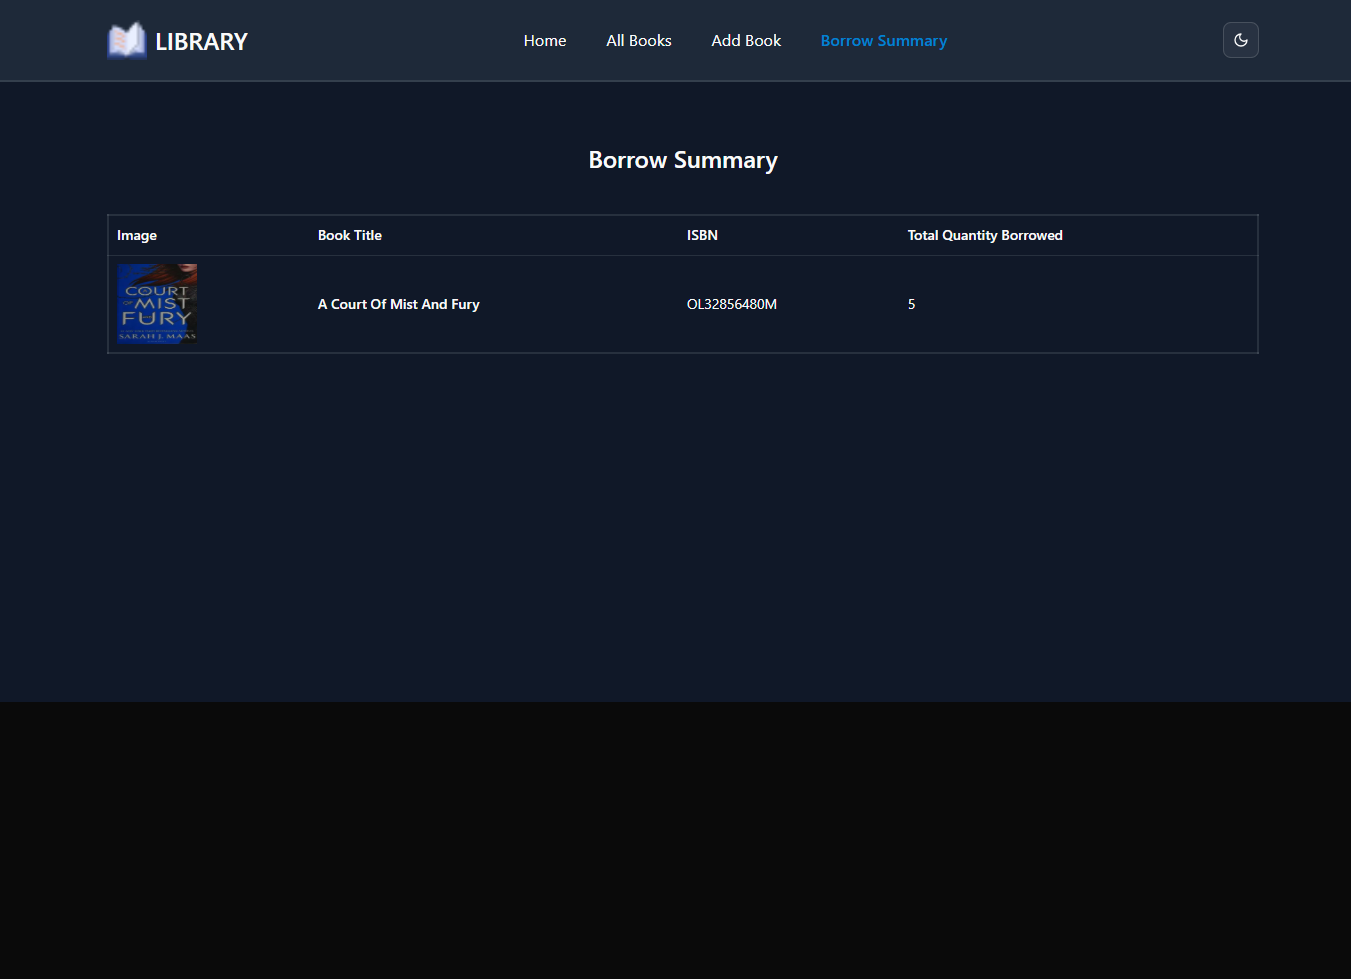 LIBRARY
Home
All Books
Add Book
Borrow Summary
Borrow Summary
Image
Book Title
ISBN
Total Quantity Borrowed
COURT
OF MIST
FURY
SARAH J. MAAS
A Court Of Mist And Fury
OL32856480M
5